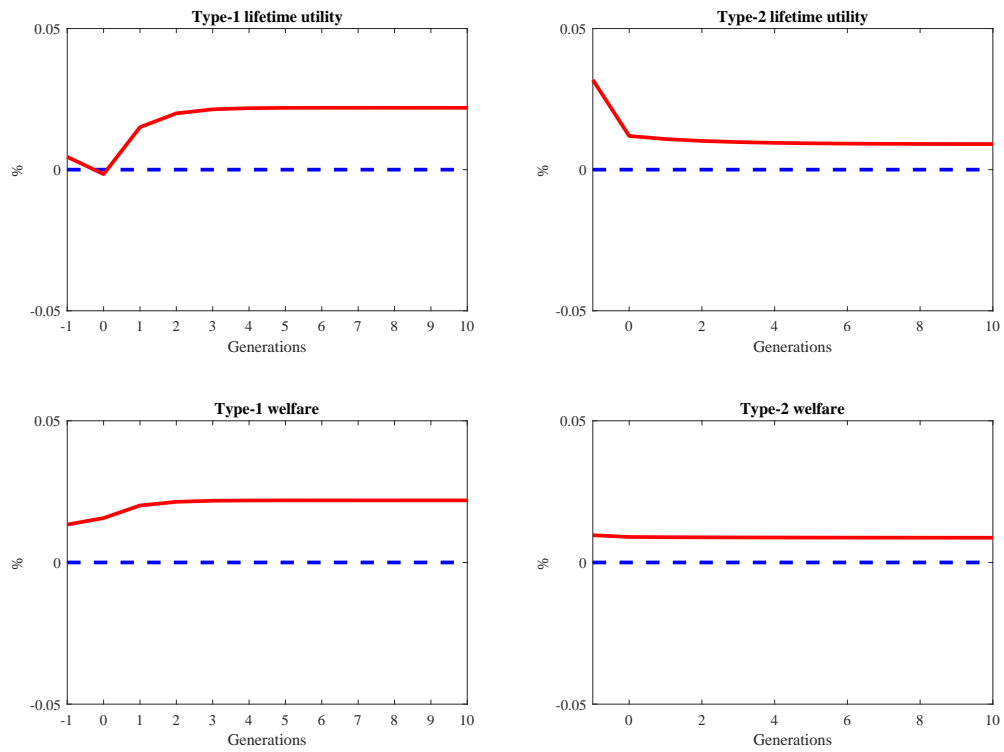 Type-1 lifetime utility
0.05
0
-0.05
%
-1 0 1 2 3 4 5 6 7 8 9 10
Generations
Type-2 lifetime utility
0.05
0
-0.05
%
0 2 4 6 8 10
Generations
Type-1 welfare
0.05
0
-0.05
%
-1 0 1 2 3 4 5 6 7 8 9 10
Generations
Type-2 welfare
0.05
0
-0.05
%
0 2 4 6 8 10
Generations